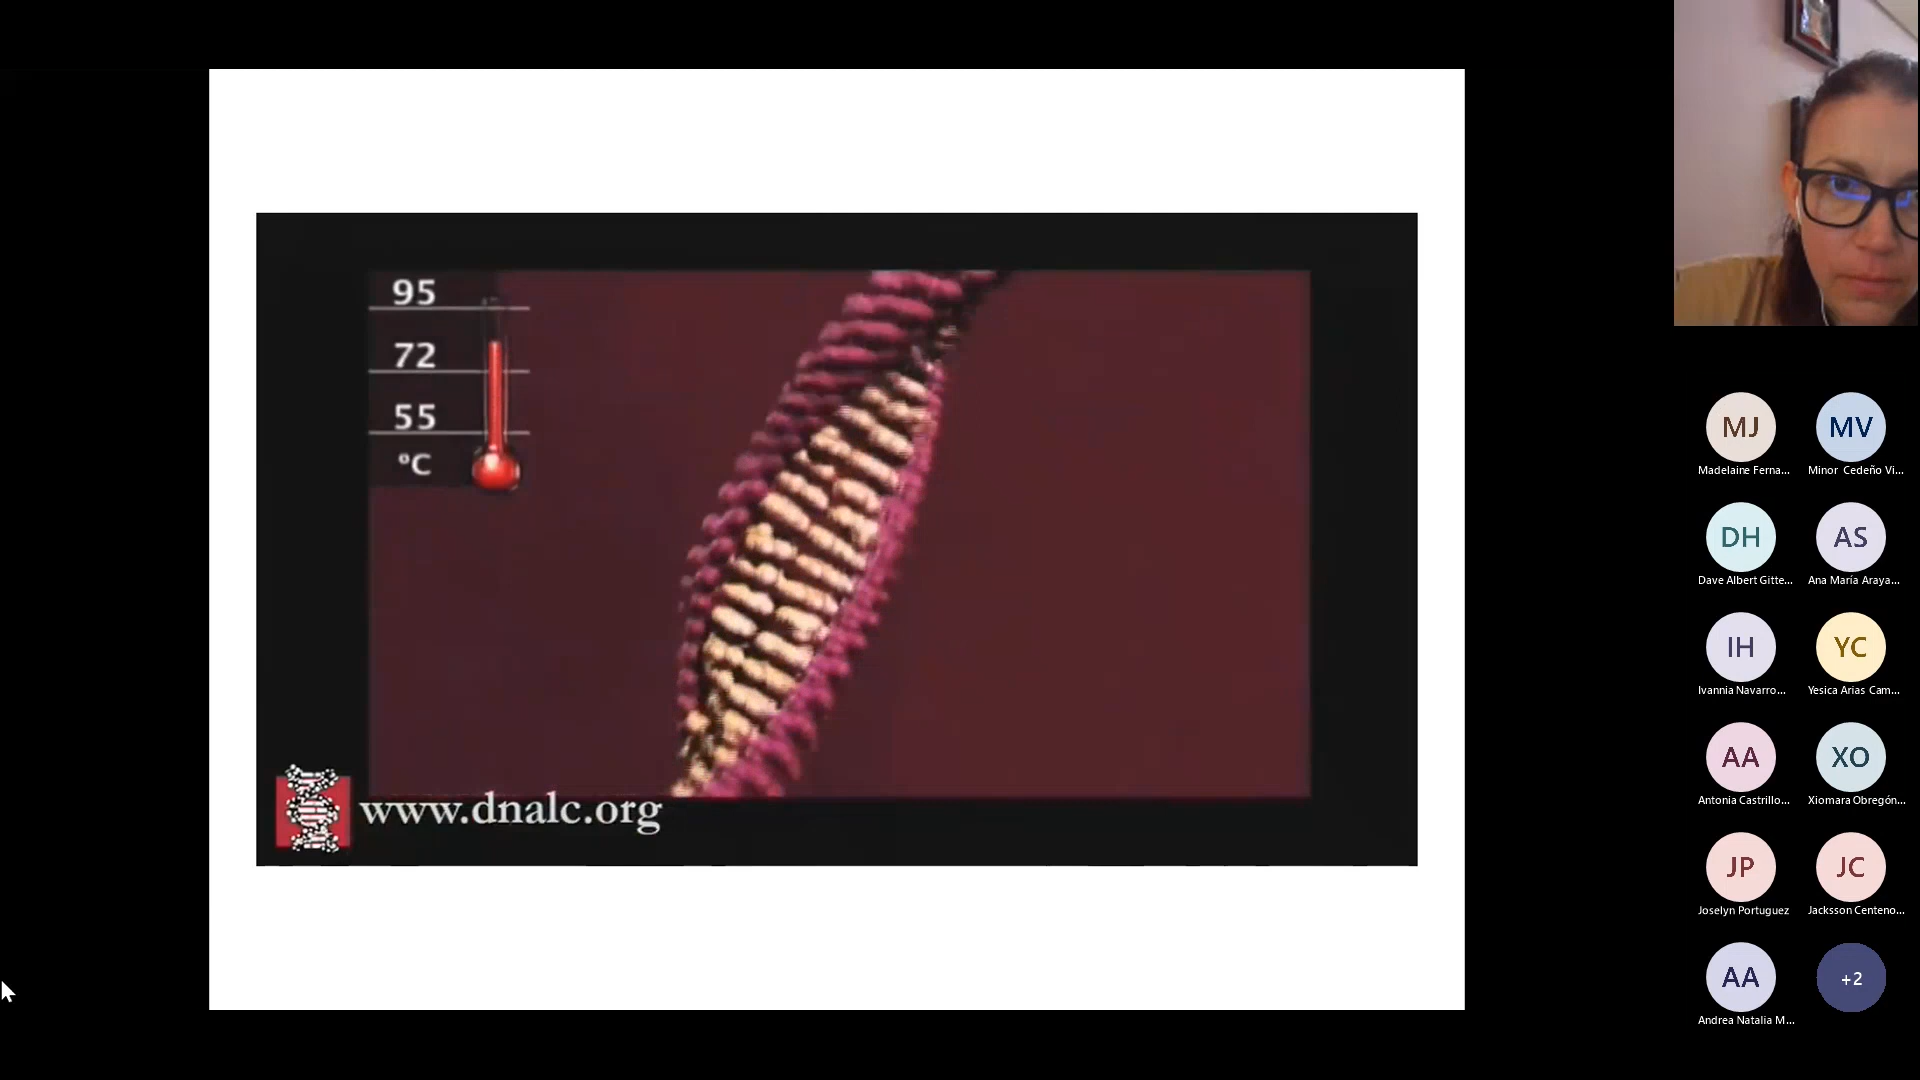 95
72
55
°C
www.dnalc.org
MJ
MV
Madelaine Ferna...
Minor Cedeño Vi...
DH
AS
Dave Albert Gitte...
Ana María Araya...
IH
YC
Ivannia Navarro...
Yesica Arias Cam...
AA
XO
Antonia Castrillo...
Xiomara Obregón...
JP
JC
Joselyn Portuguez
Jacksson Centeno...
AA
+2
Andrea Natalia M...